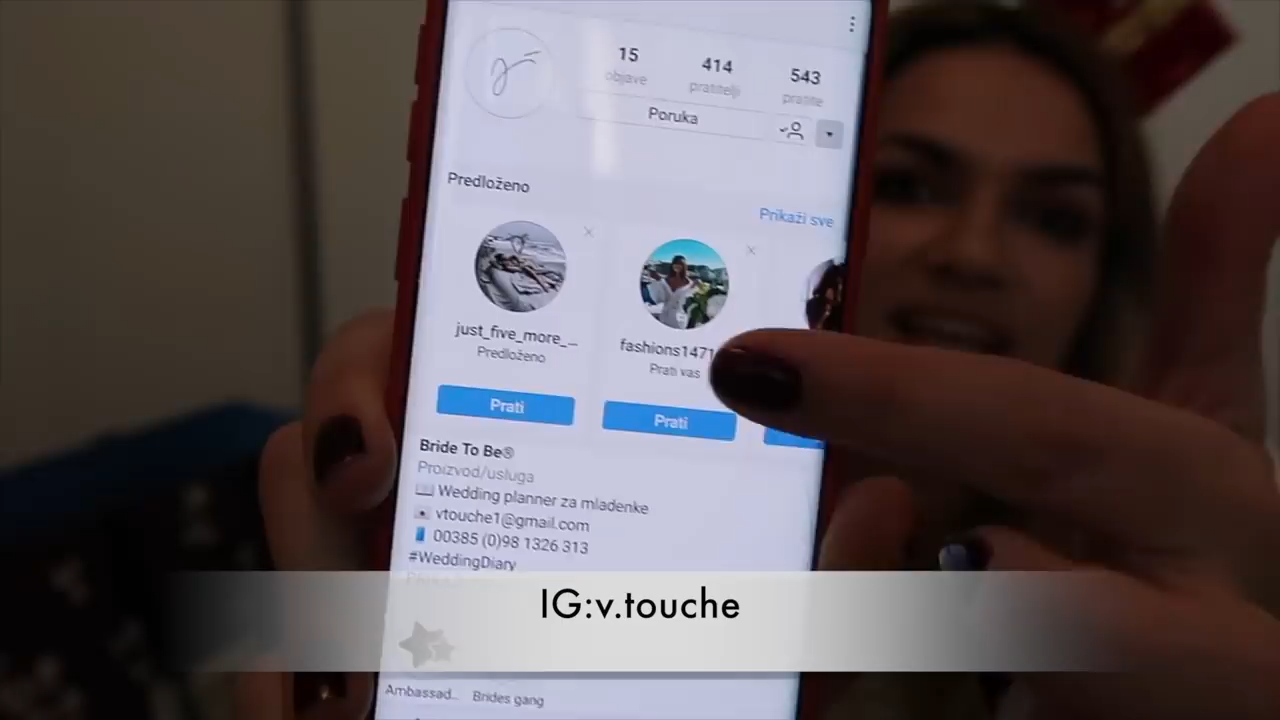 15 414 543
objave pratitelji pratite
Poruka
Predloženo
Prikaži sve
just_five_more_...
Predloženo
Prati
fashions1471
Prati vas
Prati
Bride To Be®
Proizvod/usluga
Wedding planner za mladenke
vtouche1@gmail.com
00385 (0)98 1326 313
#WeddingDiary
IG:v.touche
Ambassad... Brides gang